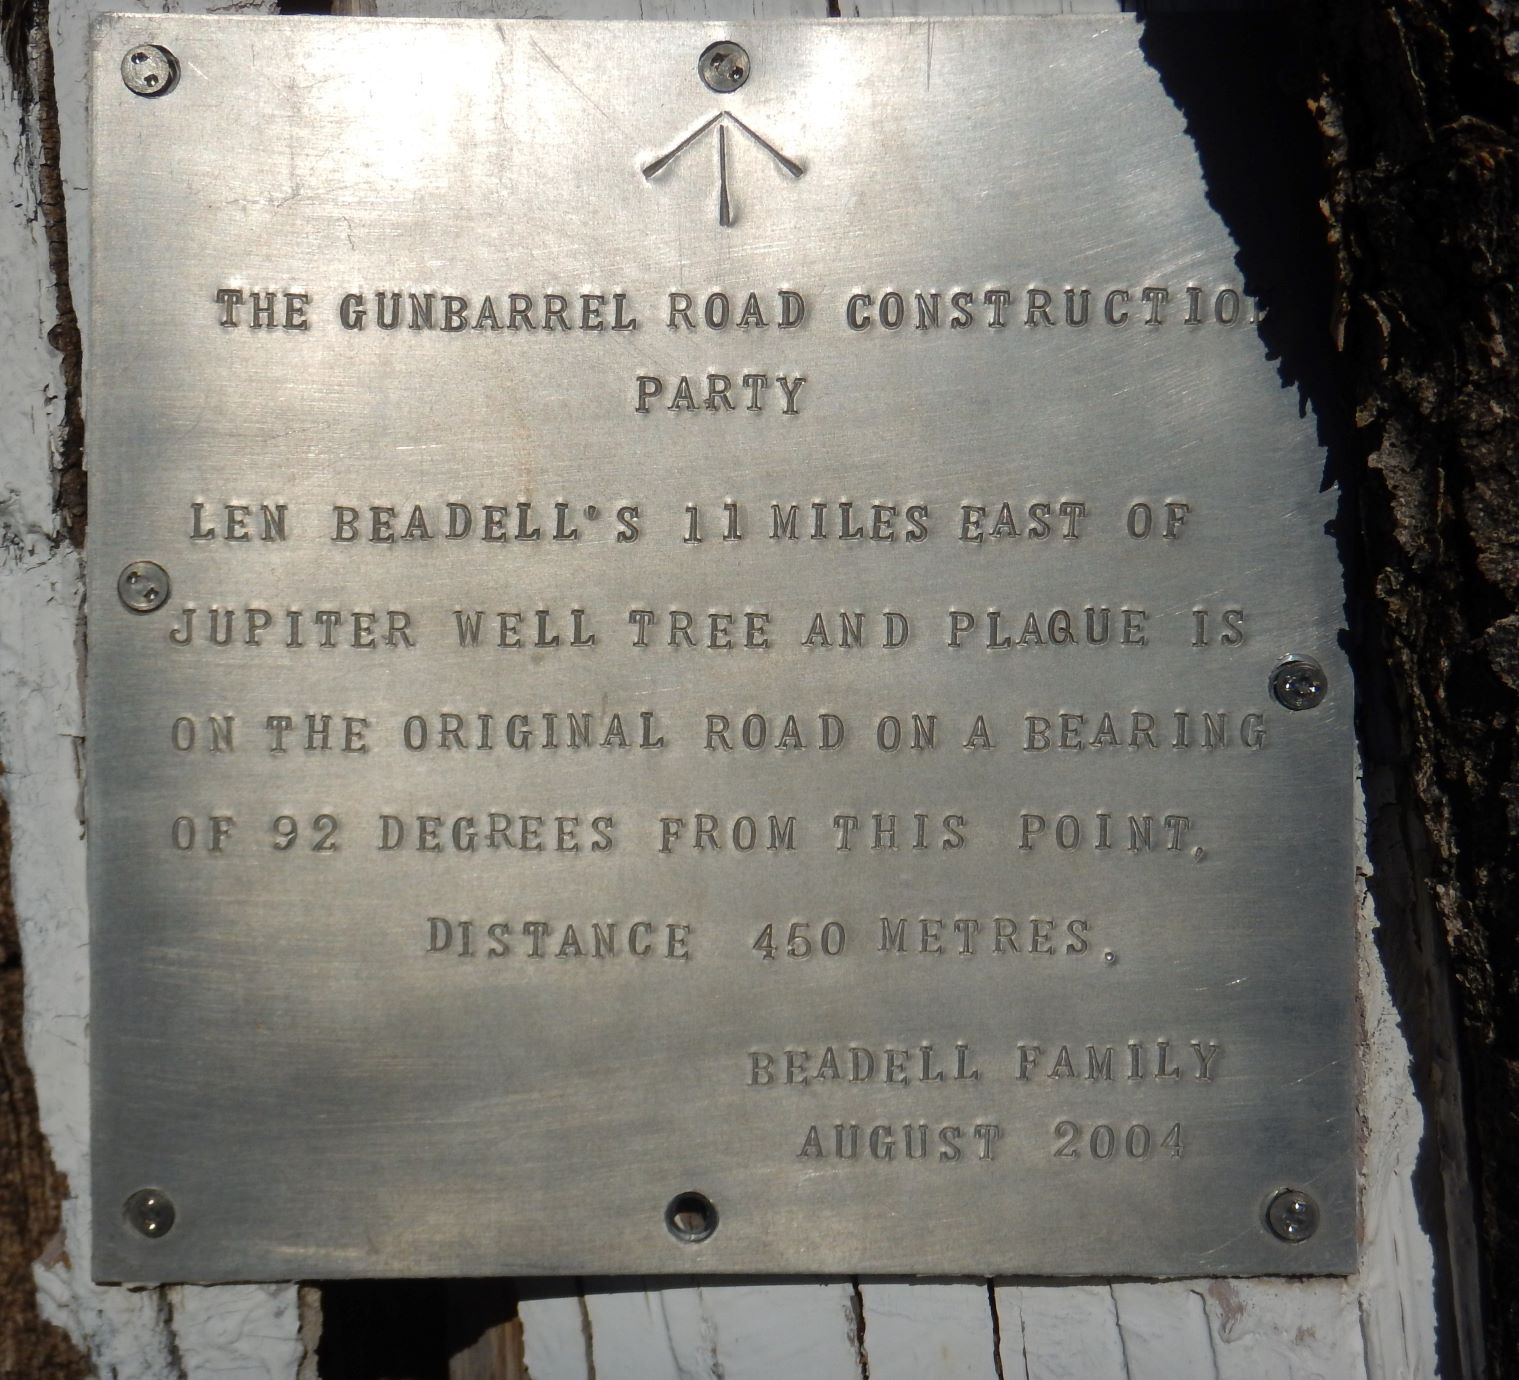 THE GUNBARREL ROAD CONSTRUCTION
PARTY
LEN BEADELL'S 11 MILES EAST OF
JUPITER WELL TREE AND PLAQUE IS
ON THE ORIGINAL ROAD ON A BEARING
OF 92 DEGREES FROM THIS POINT,
DISTANCE 450 METRES.
BEADELL FAMILY
AUGUST 2004